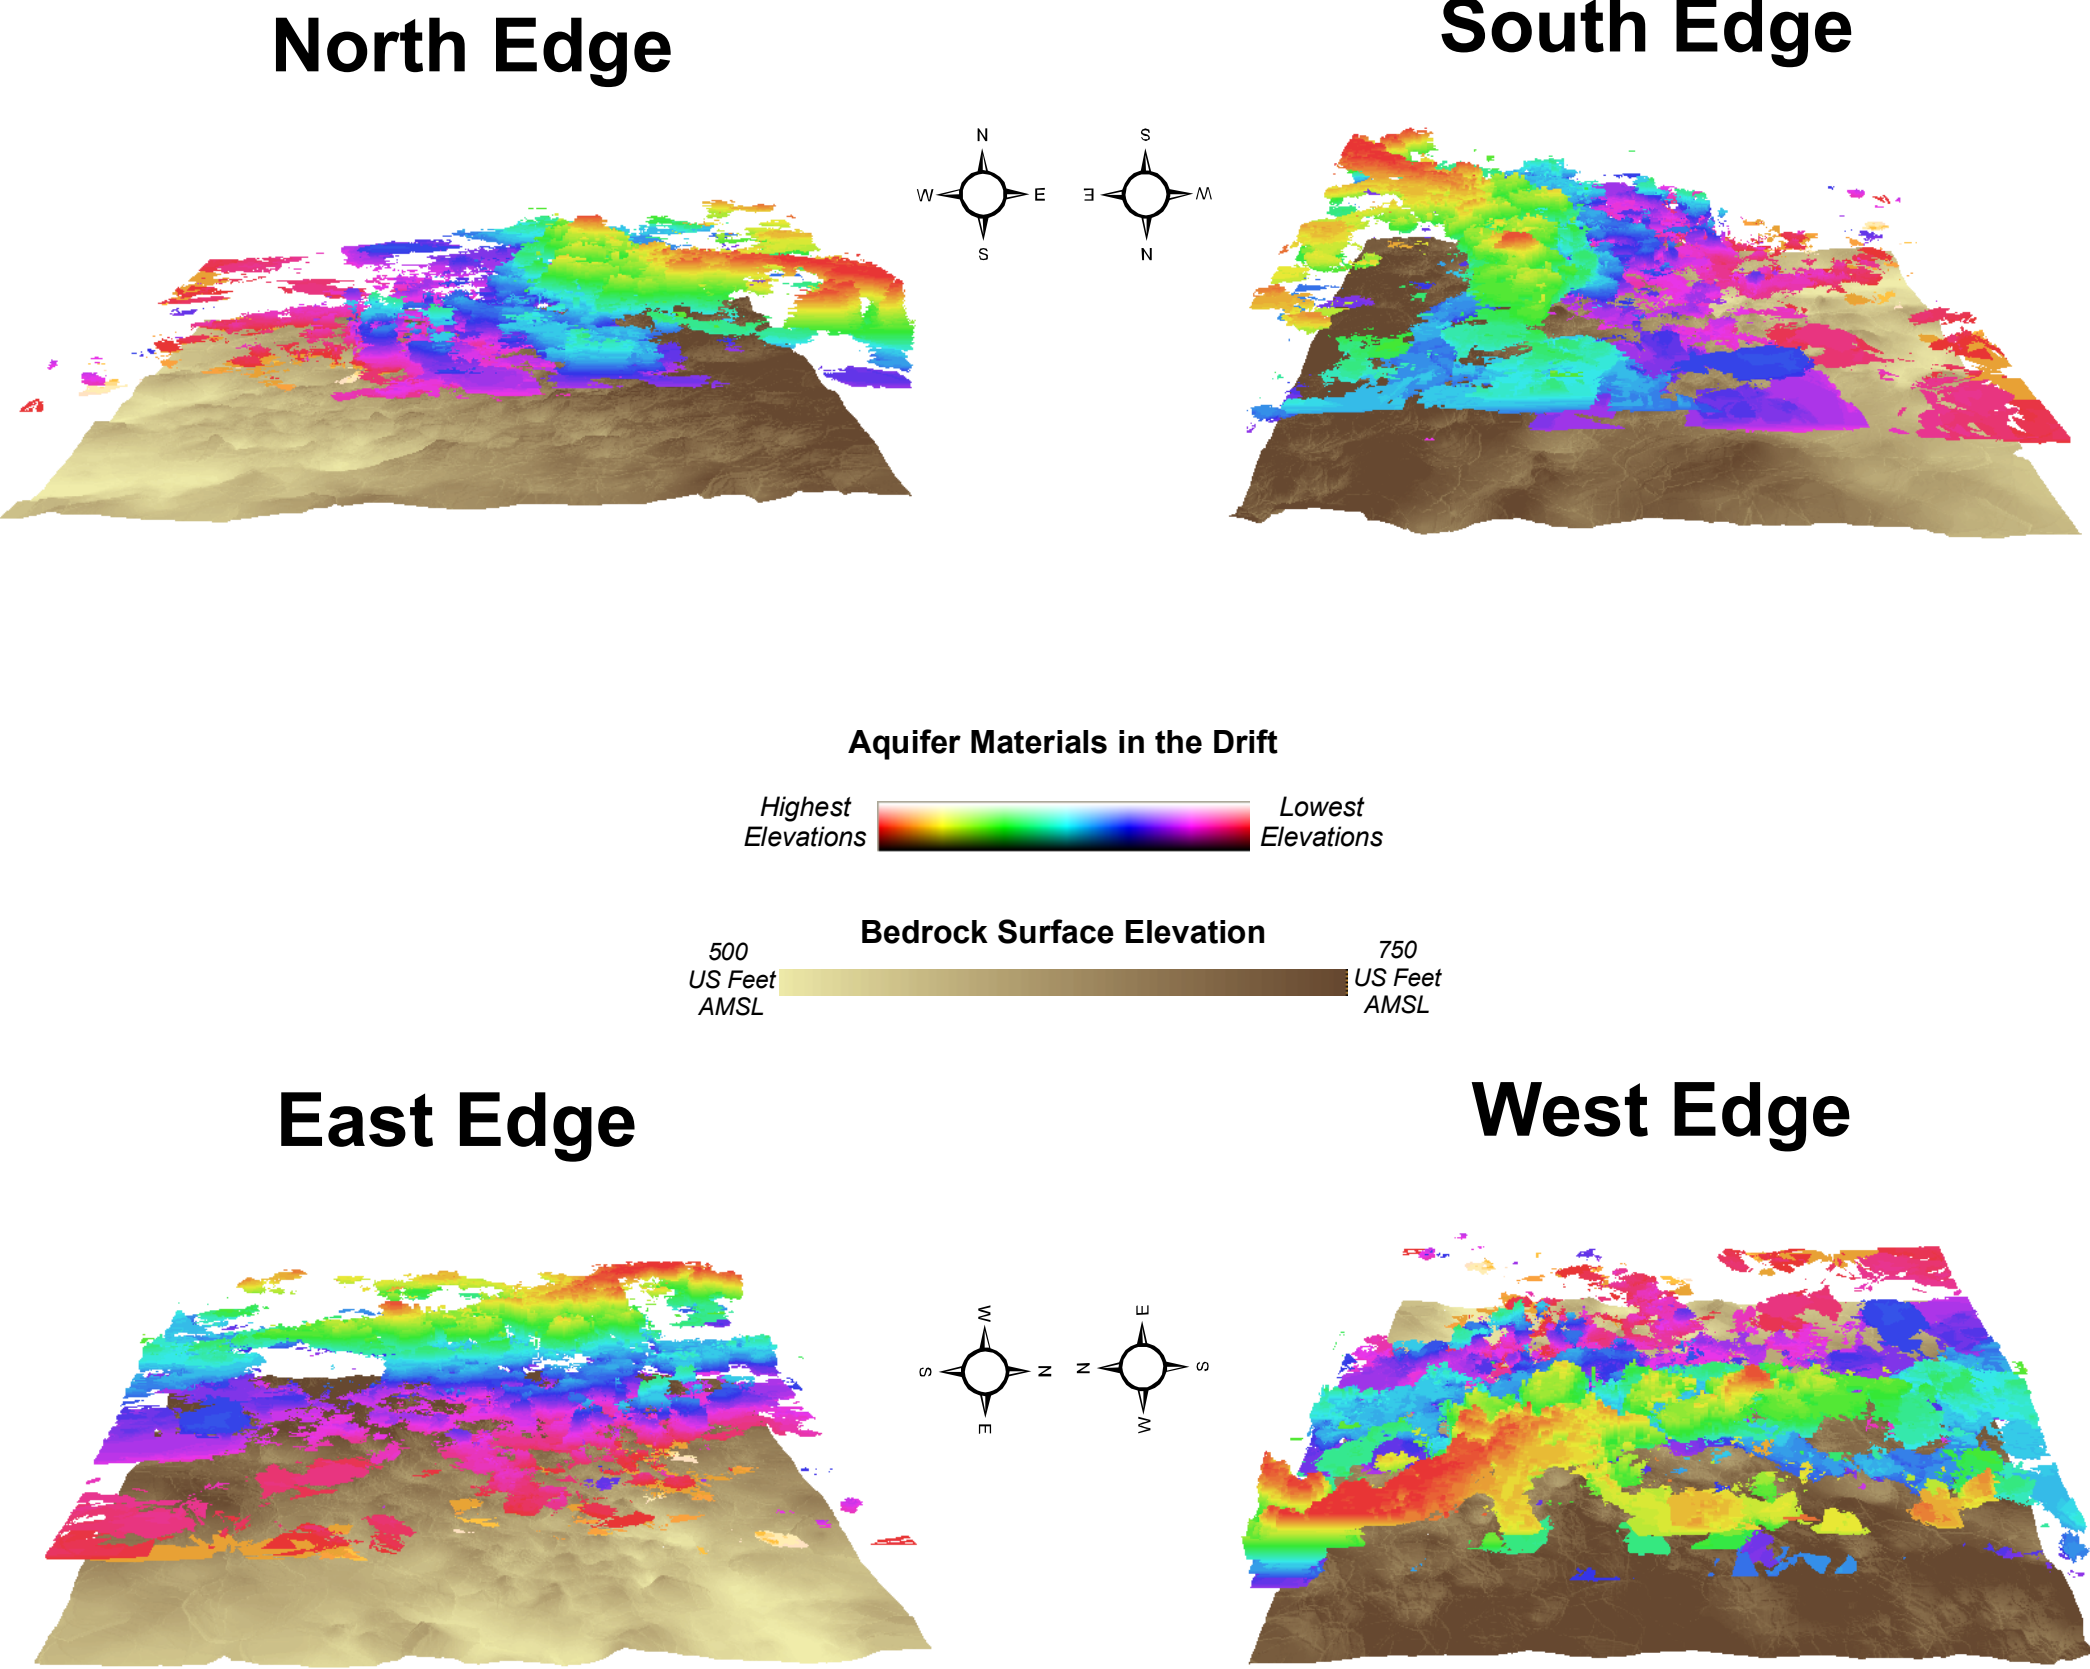 North Edge
South Edge
N
W
E
S
S
E
W
N
Aquifer Materials in the Drift
Highest
Elevations
Lowest
Elevations
Bedrock Surface Elevation
500
US Feet
AMSL
750
US Feet
AMSL
East Edge
West Edge
W
S
N
E
E
N
S
W